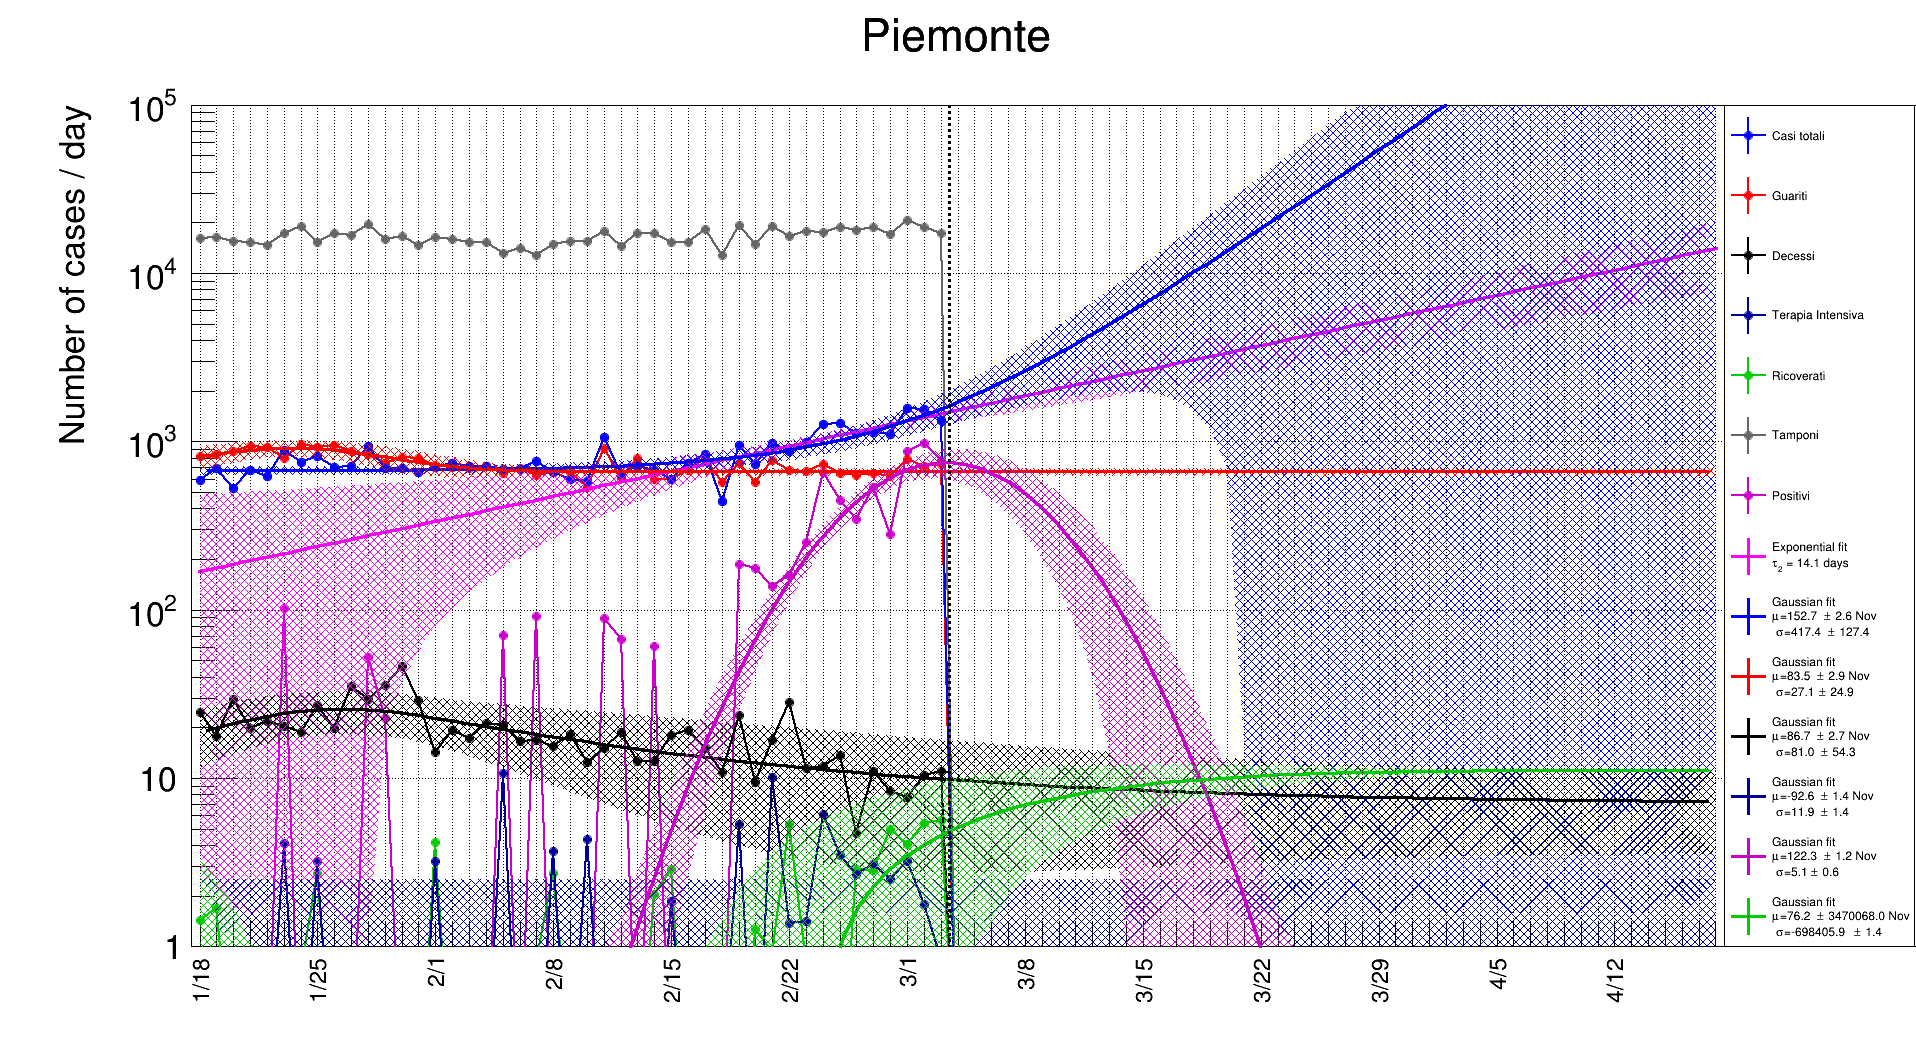 Piemonte
Number of cases / day
10^5
10^4
10^3
10^2
10
1
1/18
1/25
2/1
2/8
2/15
2/22
3/1
3/8
3/15
3/22
3/29
4/5
4/12
Casi totali
Guariti
Decessi
Terapia Intensiva
Ricoverati
Tamponi
Positivi
Exponential fit
τ₂ = 14.1 days
Gaussian fit
μ=152.7 ± 2.6 Nov
σ=417.4 ± 127.4
Gaussian fit
μ=83.5 ± 2.9 Nov
σ=27.1 ± 24.9
Gaussian fit
μ=86.7 ± 2.7 Nov
σ=81.0 ± 54.3
Gaussian fit
μ=-92.6 ± 1.4 Nov
σ=11.9 ± 1.4
Gaussian fit
μ=122.3 ± 1.2 Nov
σ=5.1 ± 0.6
Gaussian fit
μ=76.2 ± 3470068.0 Nov
σ=-698405.9 ± 1.4